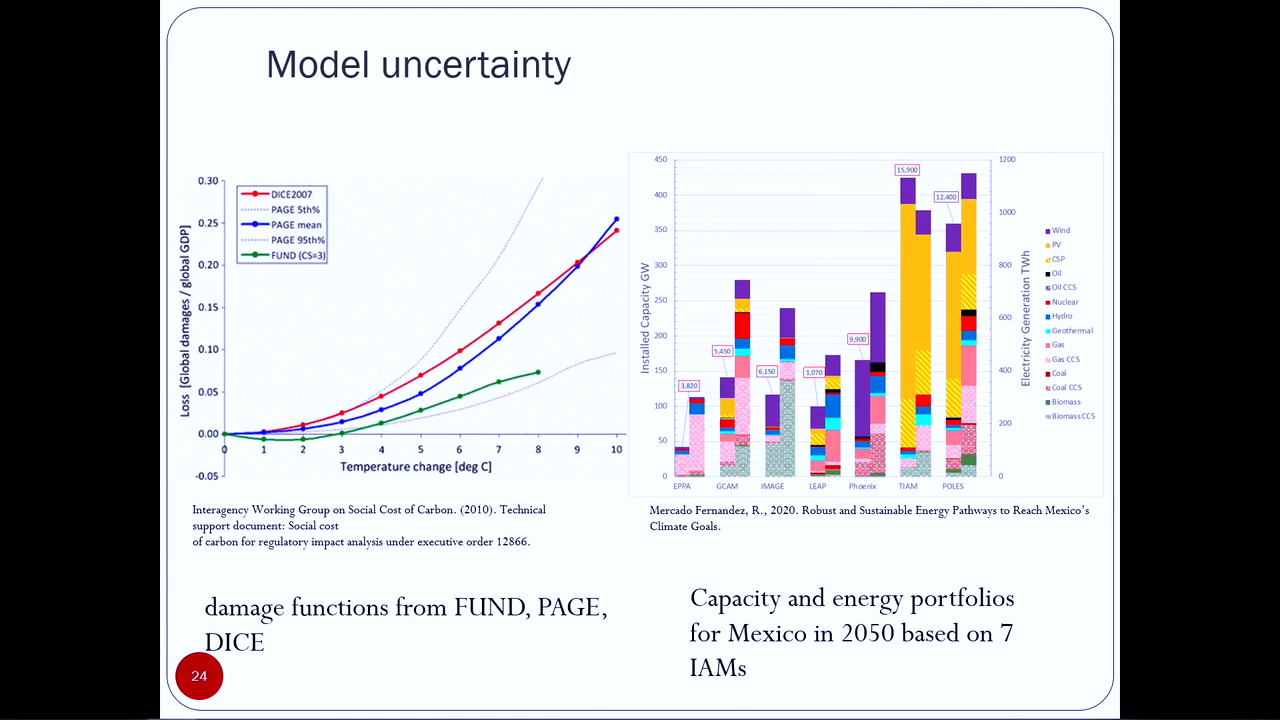 Model uncertainty
0.30
0.25
0.20
0.15
0.10
0.05
0.00
-0.05
Loss [Global damages / global GDP]
DICE2007
PAGE 5th%
PAGE mean
PAGE 95th%
FUND (CS=3)
0 1 2 3 4 5 6 7 8 9 10
Temperature change [deg C]
450
400
350
300
250
200
150
100
50
0
Installed Capacity GW
3,820
5,450
6,150
1,070
9,900
15,900
12,400
EPPA GCAM IMAGE LEAP Phoenix TIAM POLES
1200
1000
800
600
400
200
0
Electricity Generation TWh
Wind
PV
CSP
Oil
Oil CCS
Nuclear
Hydro
Geothermal
Gas
Gas CCS
Coal
Coal CCS
Biomass
Biomass CCS
Interagency Working Group on Social Cost of Carbon. (2010). Technical
support document: Social cost
of carbon for regulatory impact analysis under executive order 12866.
Mercado Fernandez, R., 2020. Robust and Sustainable Energy Pathways to Reach Mexico's
Climate Goals.
damage functions from FUND, PAGE,
DICE
Capacity and energy portfolios
for Mexico in 2050 based on 7
IAMs
24